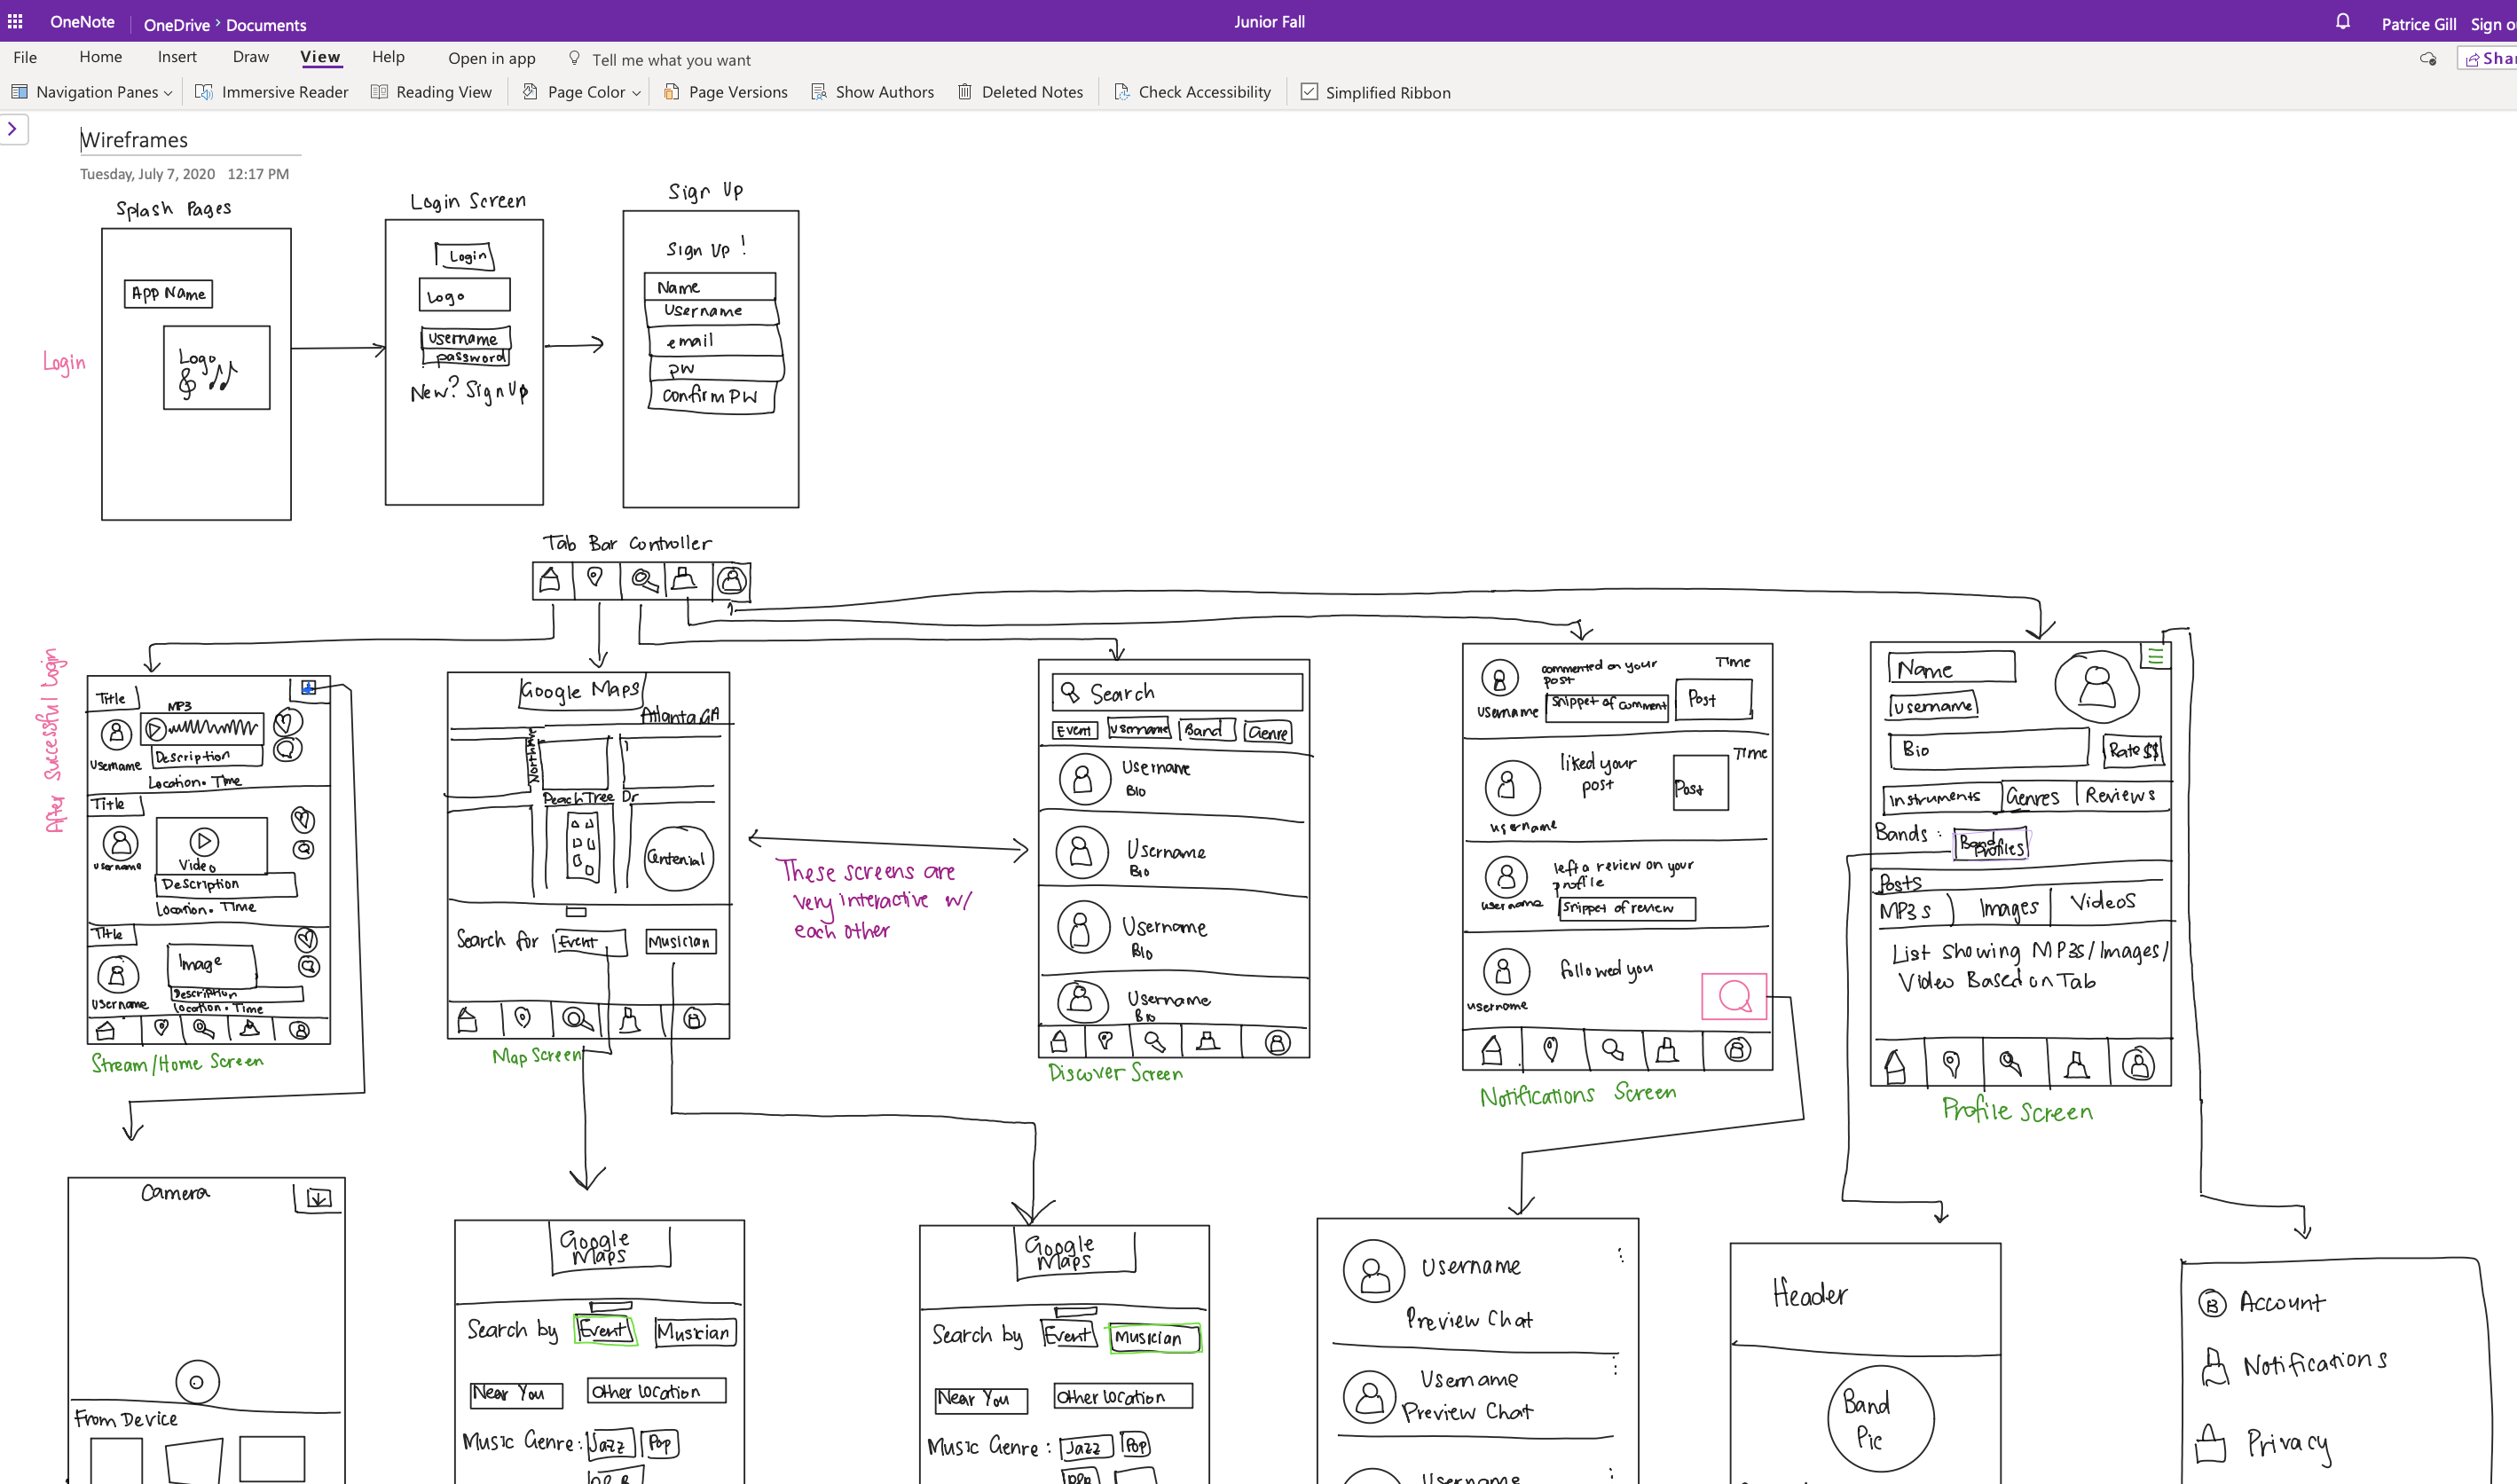 OneNote
OneDrive › Documents
Junior Fall
Patrice Gill
Sign o
File
Home
Insert
Draw
View
Help
Open in app
Tell me what you want
Shar
Navigation Panes
Immersive Reader
Reading View
Page Color
Page Versions
Show Authors
Deleted Notes
Check Accessibility
Simplified Ribbon
Wireframes
Tuesday, July 7, 2020 12:17 PM
Login
Splash Pages
App Name
Logo
Login Screen
Login
Logo
username
password
New? Sign Up
Sign Up
Sign Up!
Name
Username
email
pw
Confirm PW
Tab Bar Controller
After Successful Login
Title
MP3
Description
Username
Location • Time
Title
Video
username
Description
Location • Time
Title
Image
Description
Username
Location • Time
Stream/Home Screen
Google Maps
Atlanta, GA
PeachTree Dr
Centenial
Search for
Event
Musician
Map Screen
These screens are
very interactive w/
each other
Search
Event
username
Band
Genre
Username
Bio
Username
Bio
Username
Bio
Username
Bio
Discover Screen
commented on your
post
Time
username
Snippet of comment
Post
liked your
post
Time
Post
username
left a review on your
profile
username
Snippet of review
followed you
username
Notifications Screen
Name
username
Bio
Rate $$
Instruments
Genres
Reviews
Bands:
Band
Profiles
Posts
MP3s
Images
Videos
List Showing MP3s/Images/
Video Based on Tab
Profile Screen
Camera
From Device
Google
Maps
Search by
Event
Musician
Near You
Other location
Music Genre:
Jazz
Pop
Google
Maps
Search by
Event
Musician
Near You
Other location
Music Genre:
Jazz
Pop
Username
Preview Chat
Username
Preview Chat
Username
Header
Band
Pic
Account
Notifications
Privacy